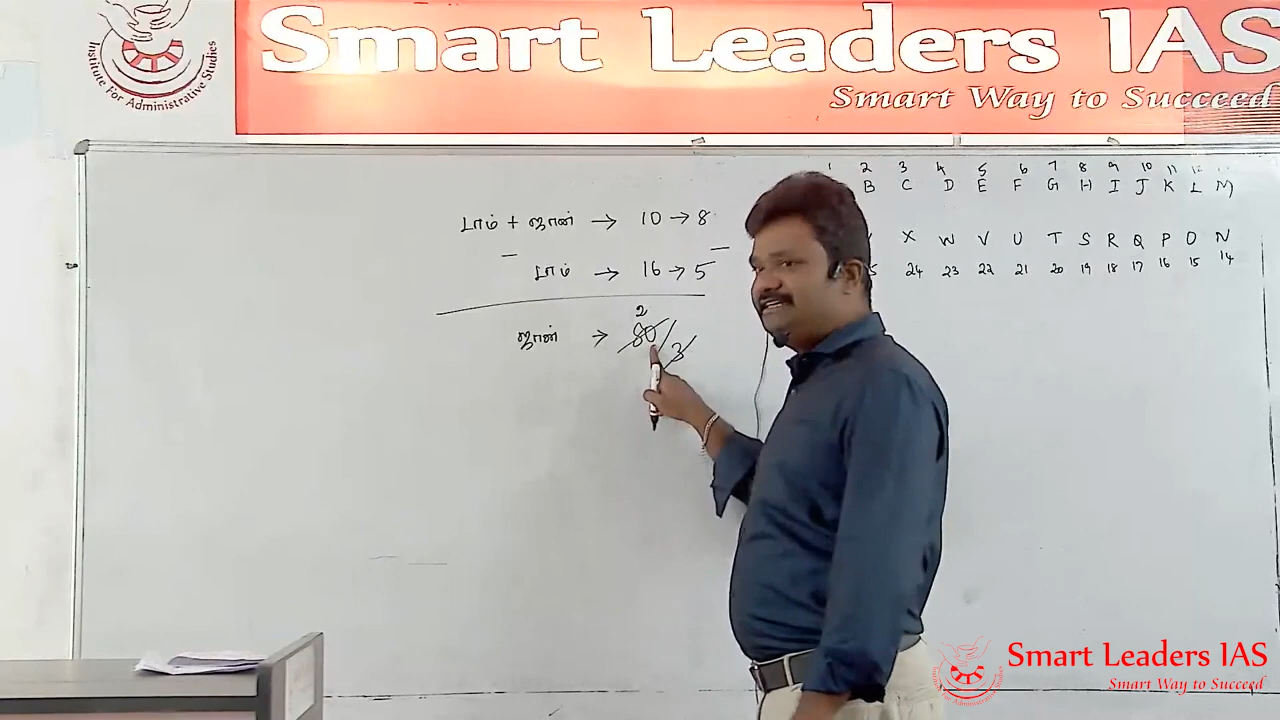 Smart Leaders IAS
Smart Way to Succeed
Institute For Administrative Studies
1 2 3 4 5 6 7 8 9 10 11 12
B C D E F G H I J K L M
X W V U T S R Q P O N
24 23 22 21 20 19 18 17 16 15 14
டாம் + ஜான் → 10 → 8
− டாம் → 16 → 5 −
2
ஜான் → 80/3
Smart Leaders IAS
Smart Way to Succeed